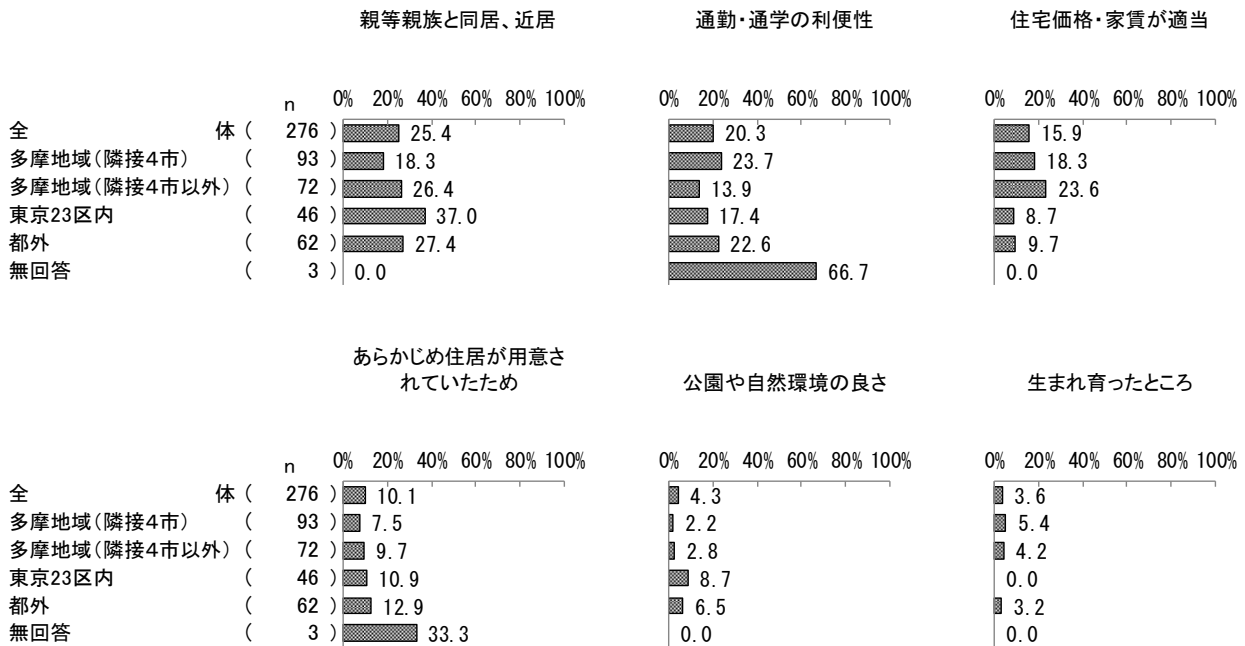 親等親族と同居、近居 通勤・通学の利便性 住宅価格・家賃が適当
n 0% 20% 40% 60% 80% 100% 0% 20% 40% 60% 80% 100% 0% 20% 40% 60% 80% 100%
全 体 ( 276 ) 25.4 20.3 15.9
多摩地域(隣接4市) ( 93 ) 18.3 23.7 18.3
多摩地域(隣接4市以外) ( 72 ) 26.4 13.9 23.6
東京23区内 ( 46 ) 37.0 17.4 8.7
都外 ( 62 ) 27.4 22.6 9.7
無回答 ( 3 ) 0.0 66.7 0.0
あらかじめ住居が用意さ
れていたため 公園や自然環境の良さ 生まれ育ったところ
n 0% 20% 40% 60% 80% 100% 0% 20% 40% 60% 80% 100% 0% 20% 40% 60% 80% 100%
全 体 ( 276 ) 10.1 4.3 3.6
多摩地域(隣接4市) ( 93 ) 7.5 2.2 5.4
多摩地域(隣接4市以外) ( 72 ) 9.7 2.8 4.2
東京23区内 ( 46 ) 10.9 8.7 0.0
都外 ( 62 ) 12.9 6.5 3.2
無回答 ( 3 ) 33.3 0.0 0.0